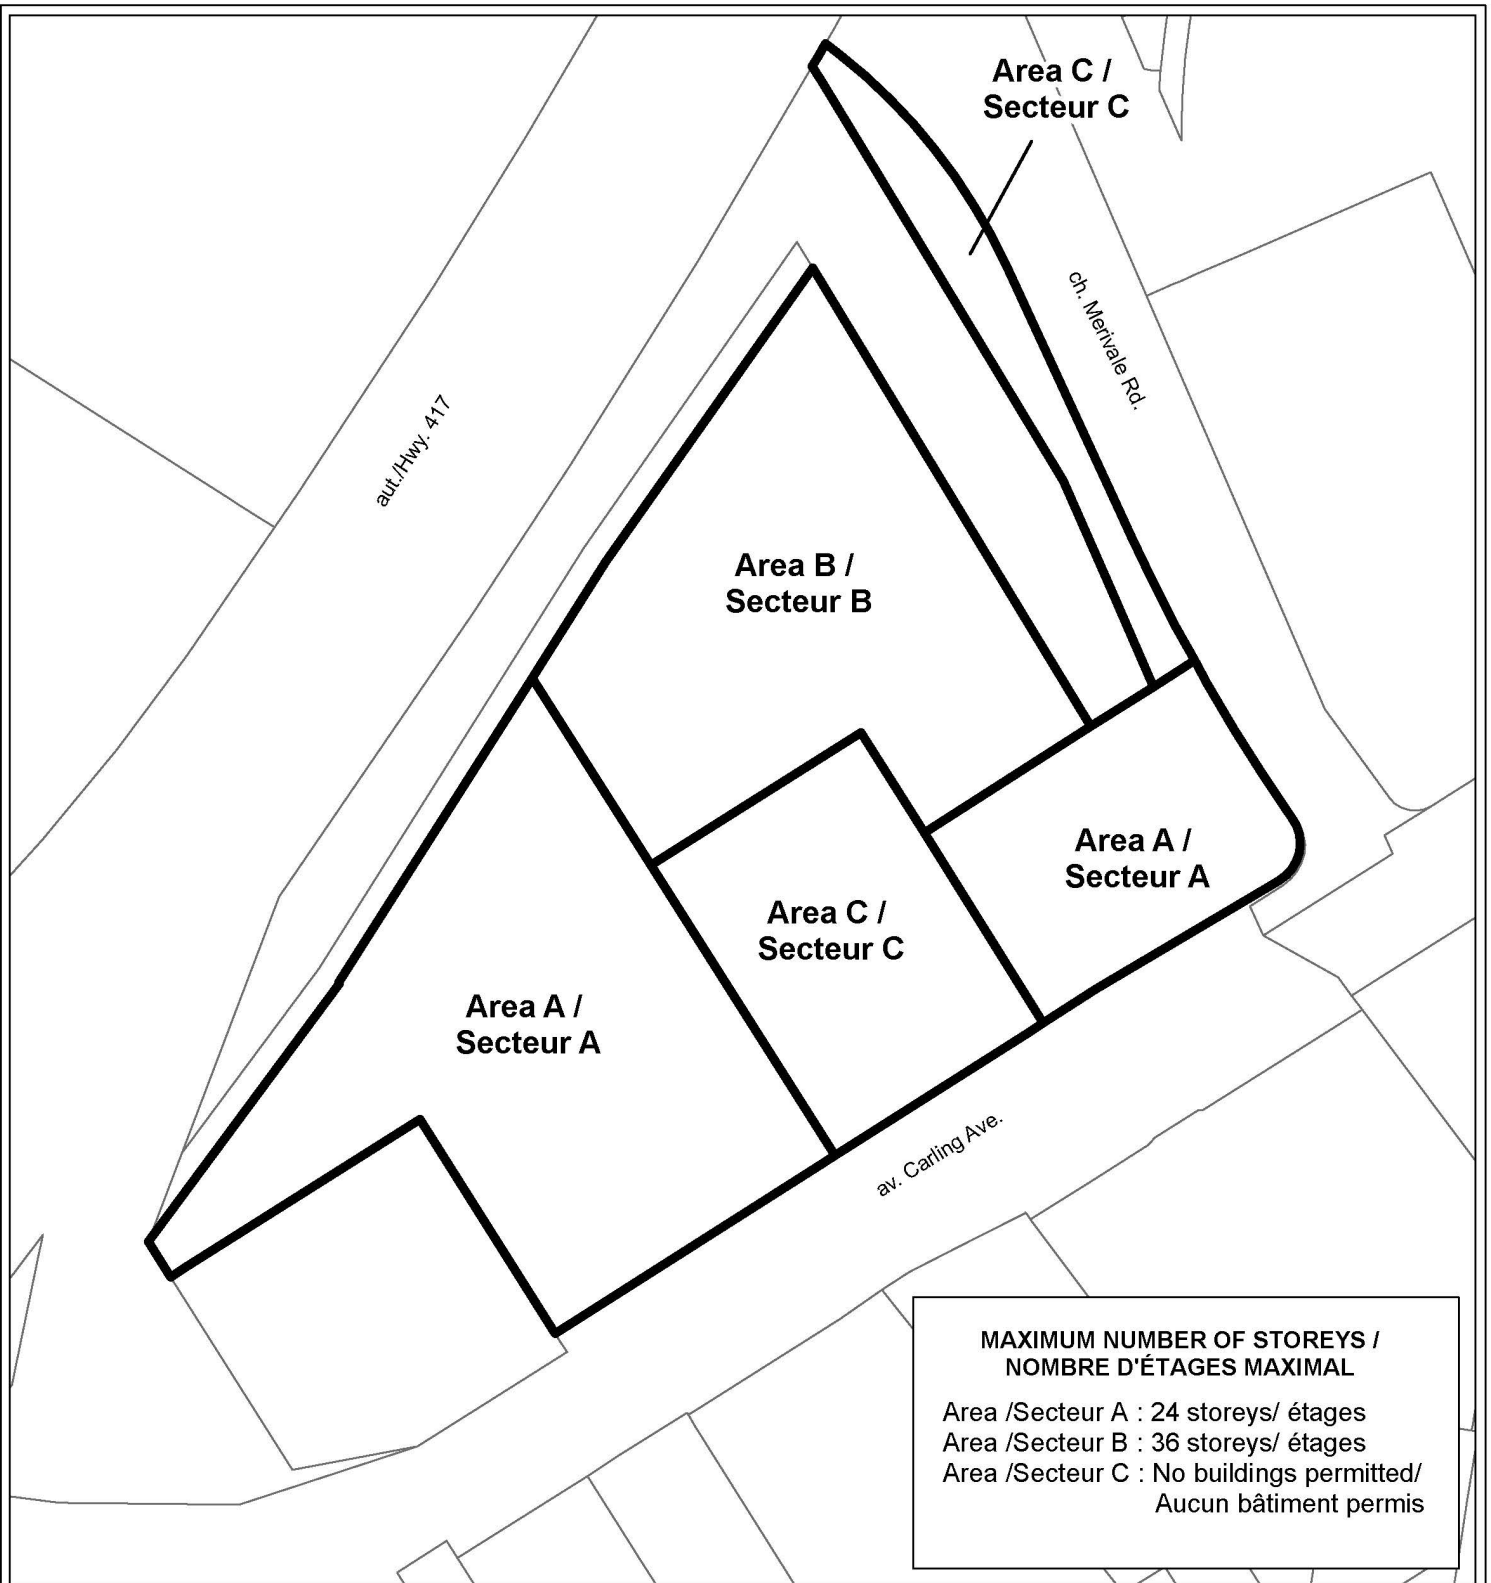 Area C /
Secteur C
ch. Merivale Rd.
aut./Hwy. 417
Area B /
Secteur B
Area A /
Secteur A
Area C /
Secteur C
Area A /
Secteur A
av. Carling Ave.
MAXIMUM NUMBER OF STOREYS /
NOMBRE D'ÉTAGES MAXIMAL
Area /Secteur A : 24 storeys/ étages
Area /Secteur B : 36 storeys/ étages
Area /Secteur C : No buildings permitted/
Aucun bâtiment permis